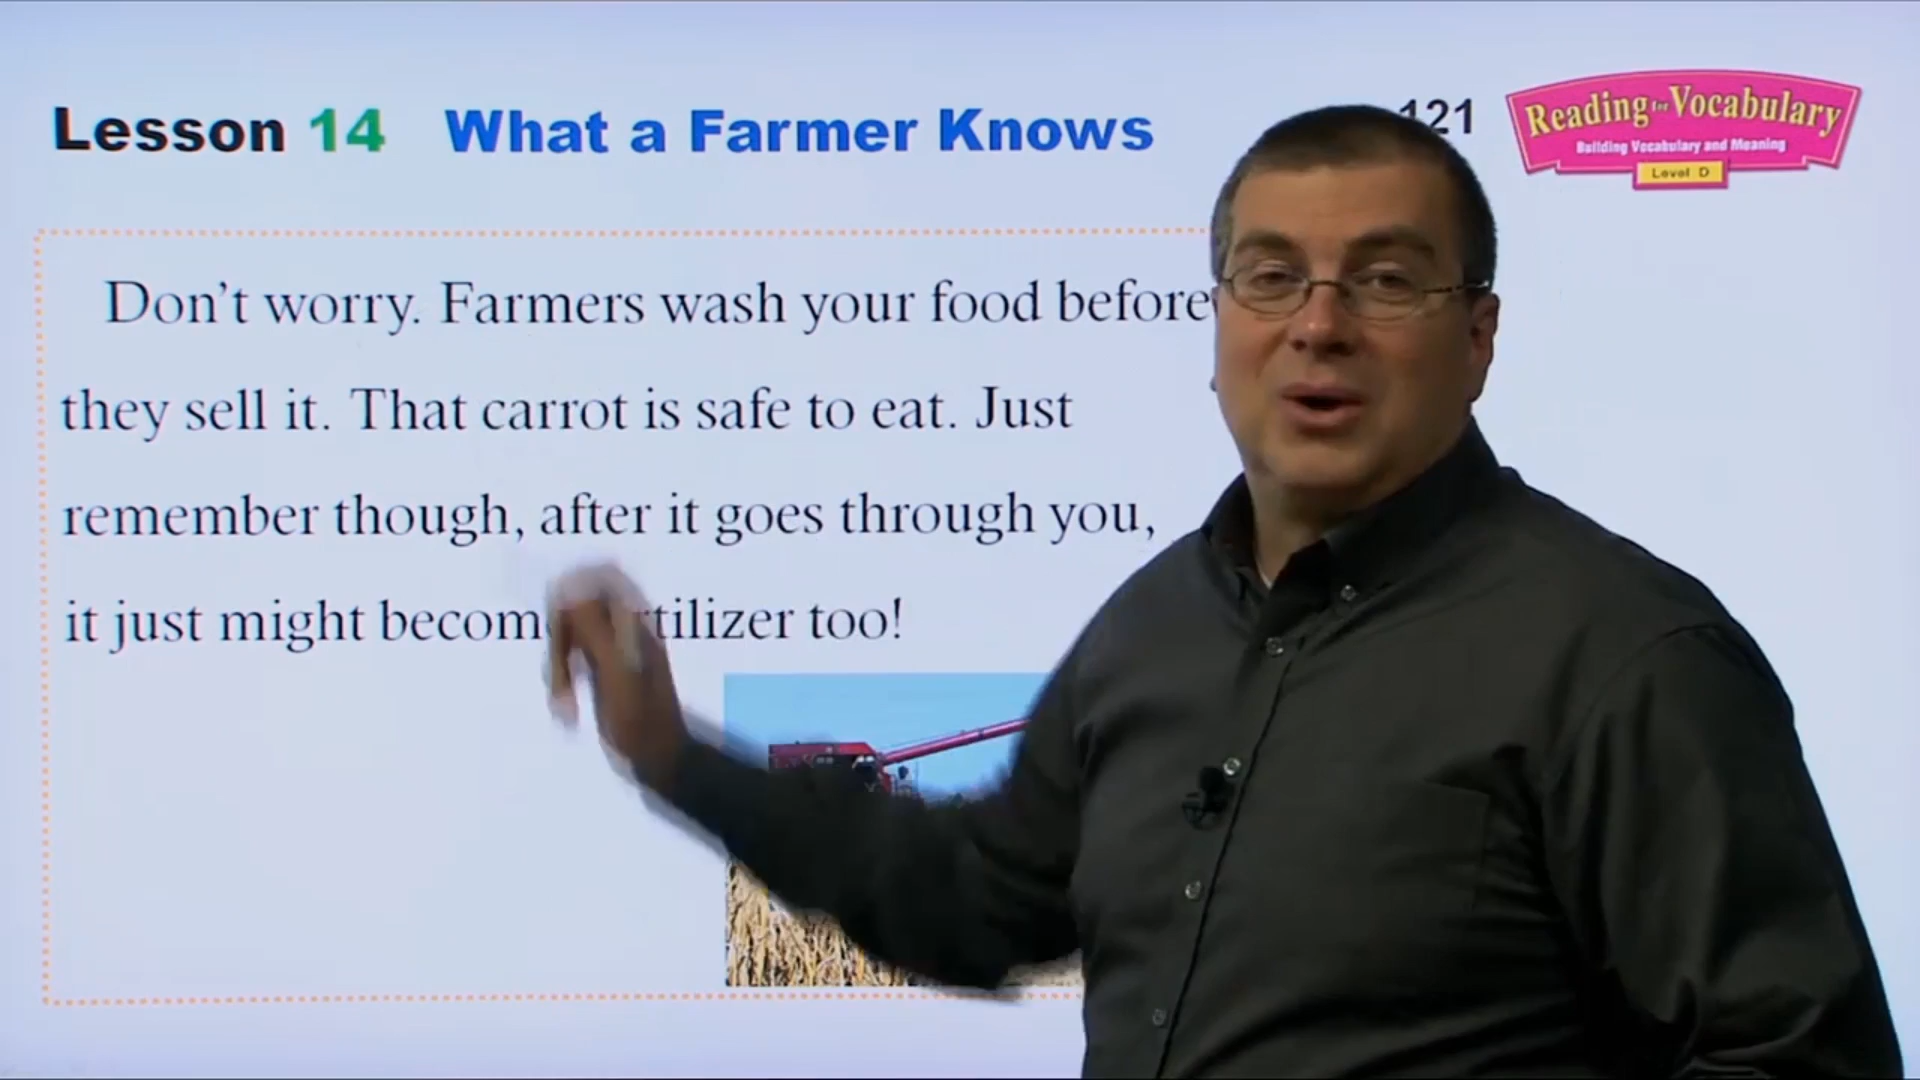 Lesson 14 What a Farmer Knows
121
Reading for Vocabulary
Building Vocabulary and Meaning
Level D
Don't worry. Farmers wash your food before
they sell it. That carrot is safe to eat. Just
remember though, after it goes through you,
it just might becom tilizer too!